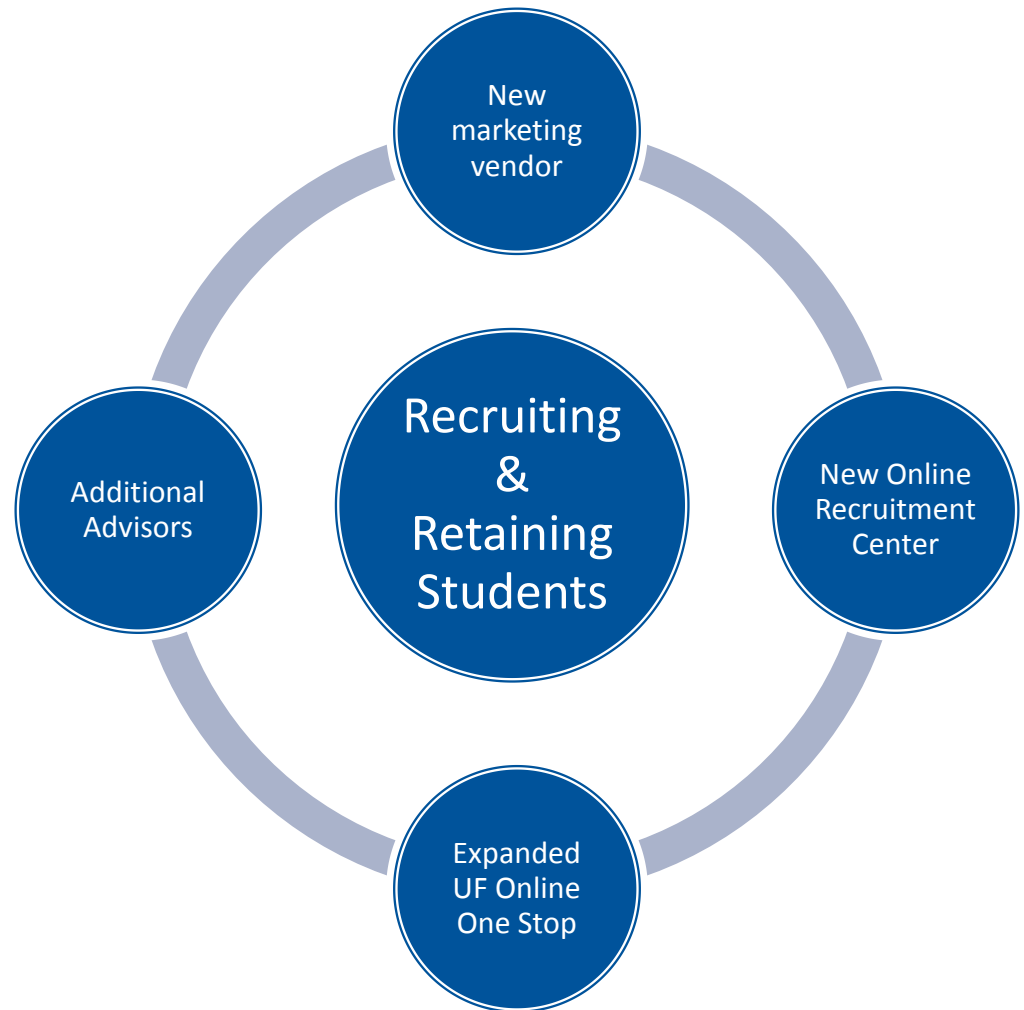 New
marketing
vendor
Recruiting
&
Retaining
Students
Additional
Advisors
New Online
Recruitment
Center
Expanded
UF Online
One Stop